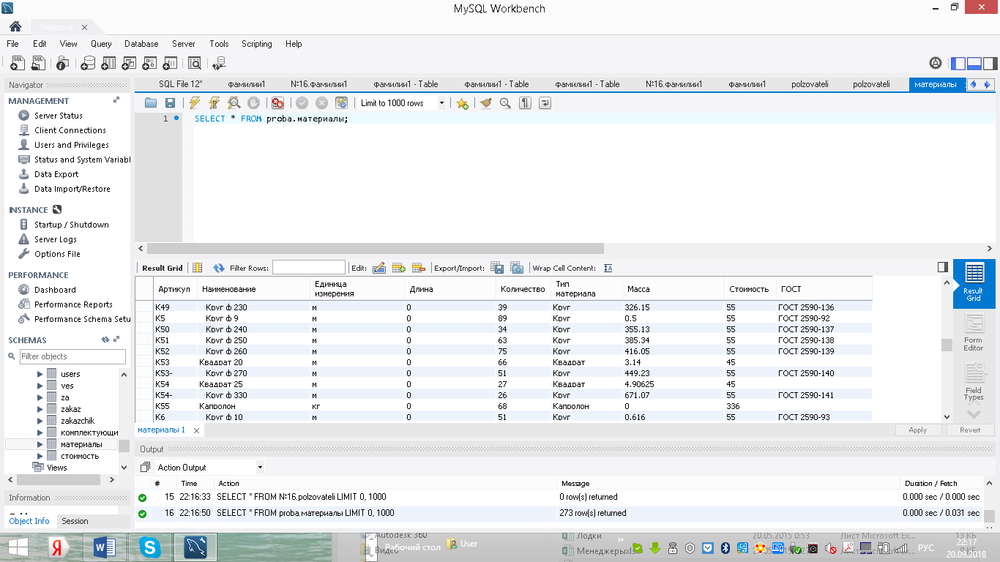 MySQL Workbench
Smirnova
File Edit View Query Database Server Tools Scripting Help
Navigator
MANAGEMENT
Server Status
Client Connections
Users and Privileges
Status and System Variabl
Data Export
Data Import/Restore
INSTANCE
Startup / Shutdown
Server Logs
Options File
PERFORMANCE
Dashboard
Performance Reports
Performance Schema Setu
SCHEMAS
Filter objects
users
ves
za
zakaz
zakazchik
комплектующи
материалы
стоимость
Views
Information
Object Info Session
SQL File 12* фамилии1 №16.фамилии1 фамилии1 - Table фамилии1 - Table фамилии1 - Table №16.фамилии1 фамилии1 polzovateli polzovateli материалы
Limit to 1000 rows
1 SELECT * FROM proba.материалы;
Result Grid Filter Rows: Edit: Export/Import: Wrap Cell Content:
Артикул Наименование Единица измерения Длина Количество Тип материала Масса Стоимость ГОСТ
К49 Круг ф 230 м 0 39 Круг 326.15 55 ГОСТ 2590-136
К5 Круг ф 9 м 0 89 Круг 0.5 55 ГОСТ 2590-92
К50 Круг ф 240 м 0 34 Круг 355.13 55 ГОСТ 2590-137
К51 Круг ф 250 м 0 63 Круг 385.34 55 ГОСТ 2590-138
К52 Круг ф 260 м 0 75 Круг 416.05 55 ГОСТ 2590-139
К53 Квадрат 20 м 0 66 Квадрат 3.14 45
К53- Круг ф 270 м 0 51 Круг 449.23 55 ГОСТ 2590-140
К54 Квадрат 25 м 0 27 Квадрат 4.90625 45
К54- Круг ф 330 м 0 26 Круг 671.07 55 ГОСТ 2590-141
К55 Капролон кг 0 68 Капролон 0 336
К6 Круг ф 10 м 0 51 Круг 0.616 55 ГОСТ 2590-93
Result Grid
Form Editor
Field Types
материалы 1
Apply Revert
Output
Action Output
# Time Action Message Duration / Fetch
15 22:16:33 SELECT * FROM №16.polzovateli LIMIT 0, 1000 0 row(s) returned 0.000 sec / 0.000 sec
16 22:16:50 SELECT * FROM proba.материалы LIMIT 0, 1000 273 row(s) returned 0.000 sec / 0.031 sec
Autodesk 360
Видео
Рабочий стол
User
Лодки 20.05.2015 0:53 Лист Microsoft Ex... 13 КБ
Менеджеры
РУС
22:17
20.09.2018